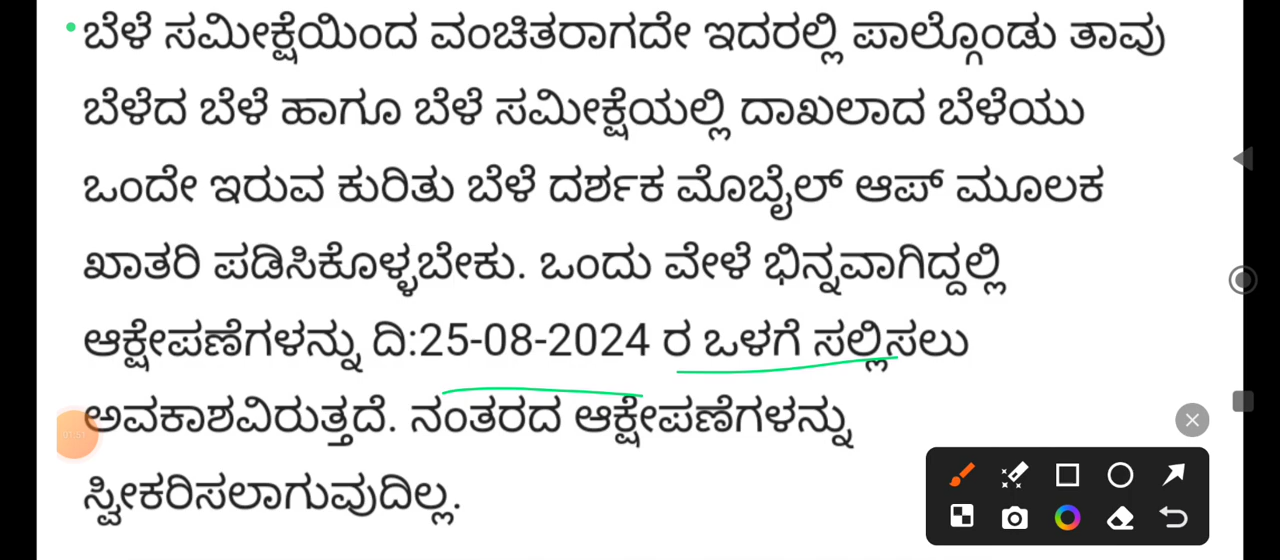 ಬೆಳೆ ಸಮೀಕ್ಷೆಯಿಂದ ವಂಚಿತರಾಗದೇ ಇದರಲ್ಲಿ ಪಾಲ್ಗೊಂಡು ತಾವು
ಬೆಳೆದ ಬೆಳೆ ಹಾಗೂ ಬೆಳೆ ಸಮೀಕ್ಷೆಯಲ್ಲಿ ದಾಖಲಾದ ಬೆಳೆಯು
ಒಂದೇ ಇರುವ ಕುರಿತು ಬೆಳೆ ದರ್ಶಕ ಮೊಬೈಲ್ ಆಪ್ ಮೂಲಕ
ಖಾತರಿ ಪಡಿಸಿಕೊಳ್ಳಬೇಕು. ಒಂದು ವೇಳೆ ಭಿನ್ನವಾಗಿದ್ದಲ್ಲಿ
ಆಕ್ಷೇಪಣೆಗಳನ್ನು ದಿ:25-08-2024 ರ ಒಳಗೆ ಸಲ್ಲಿಸಲು
ಅವಕಾಶವಿರುತ್ತದೆ. ನಂತರದ ಆಕ್ಷೇಪಣೆಗಳನ್ನು
ಸ್ವೀಕರಿಸಲಾಗುವುದಿಲ್ಲ.